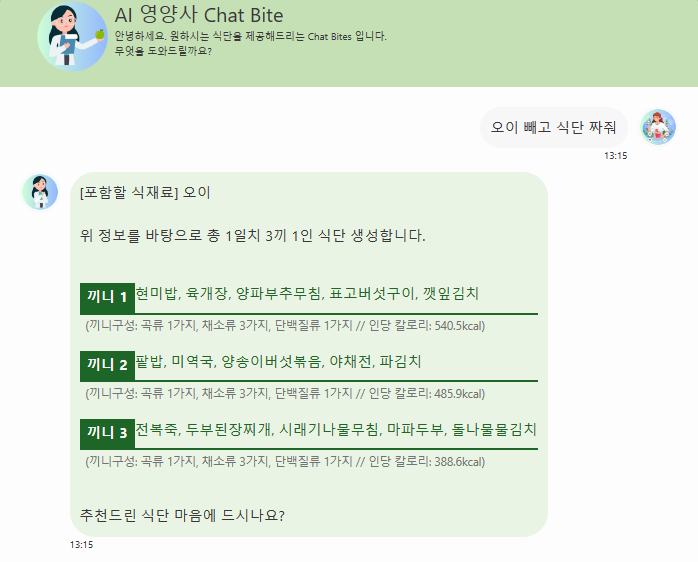 AI 영양사 Chat Bite
안녕하세요. 원하시는 식단을 제공해드리는 Chat Bites 입니다.
무엇을 도와드릴까요?
오이 빼고 식단 짜줘
13:15
[포함할 식재료] 오이
위 정보를 바탕으로 총 1일치 3끼 1인 식단 생성합니다.
끼니 1 현미밥, 육개장, 양파부추무침, 표고버섯구이, 깻잎김치
(끼니구성: 곡류 1가지, 채소류 3가지, 단백질류 1가지 // 인당 칼로리: 540.5kcal)
끼니 2 팥밥, 미역국, 양송이버섯볶음, 야채전, 파김치
(끼니구성: 곡류 1가지, 채소류 3가지, 단백질류 1가지 // 인당 칼로리: 485.9kcal)
끼니 3 전복죽, 두부된장찌개, 시래기나물무침, 마파두부, 돌나물물김치
(끼니구성: 곡류 1가지, 채소류 3가지, 단백질류 1가지 // 인당 칼로리: 388.6kcal)
추천드린 식단 마음에 드시나요?
13:15